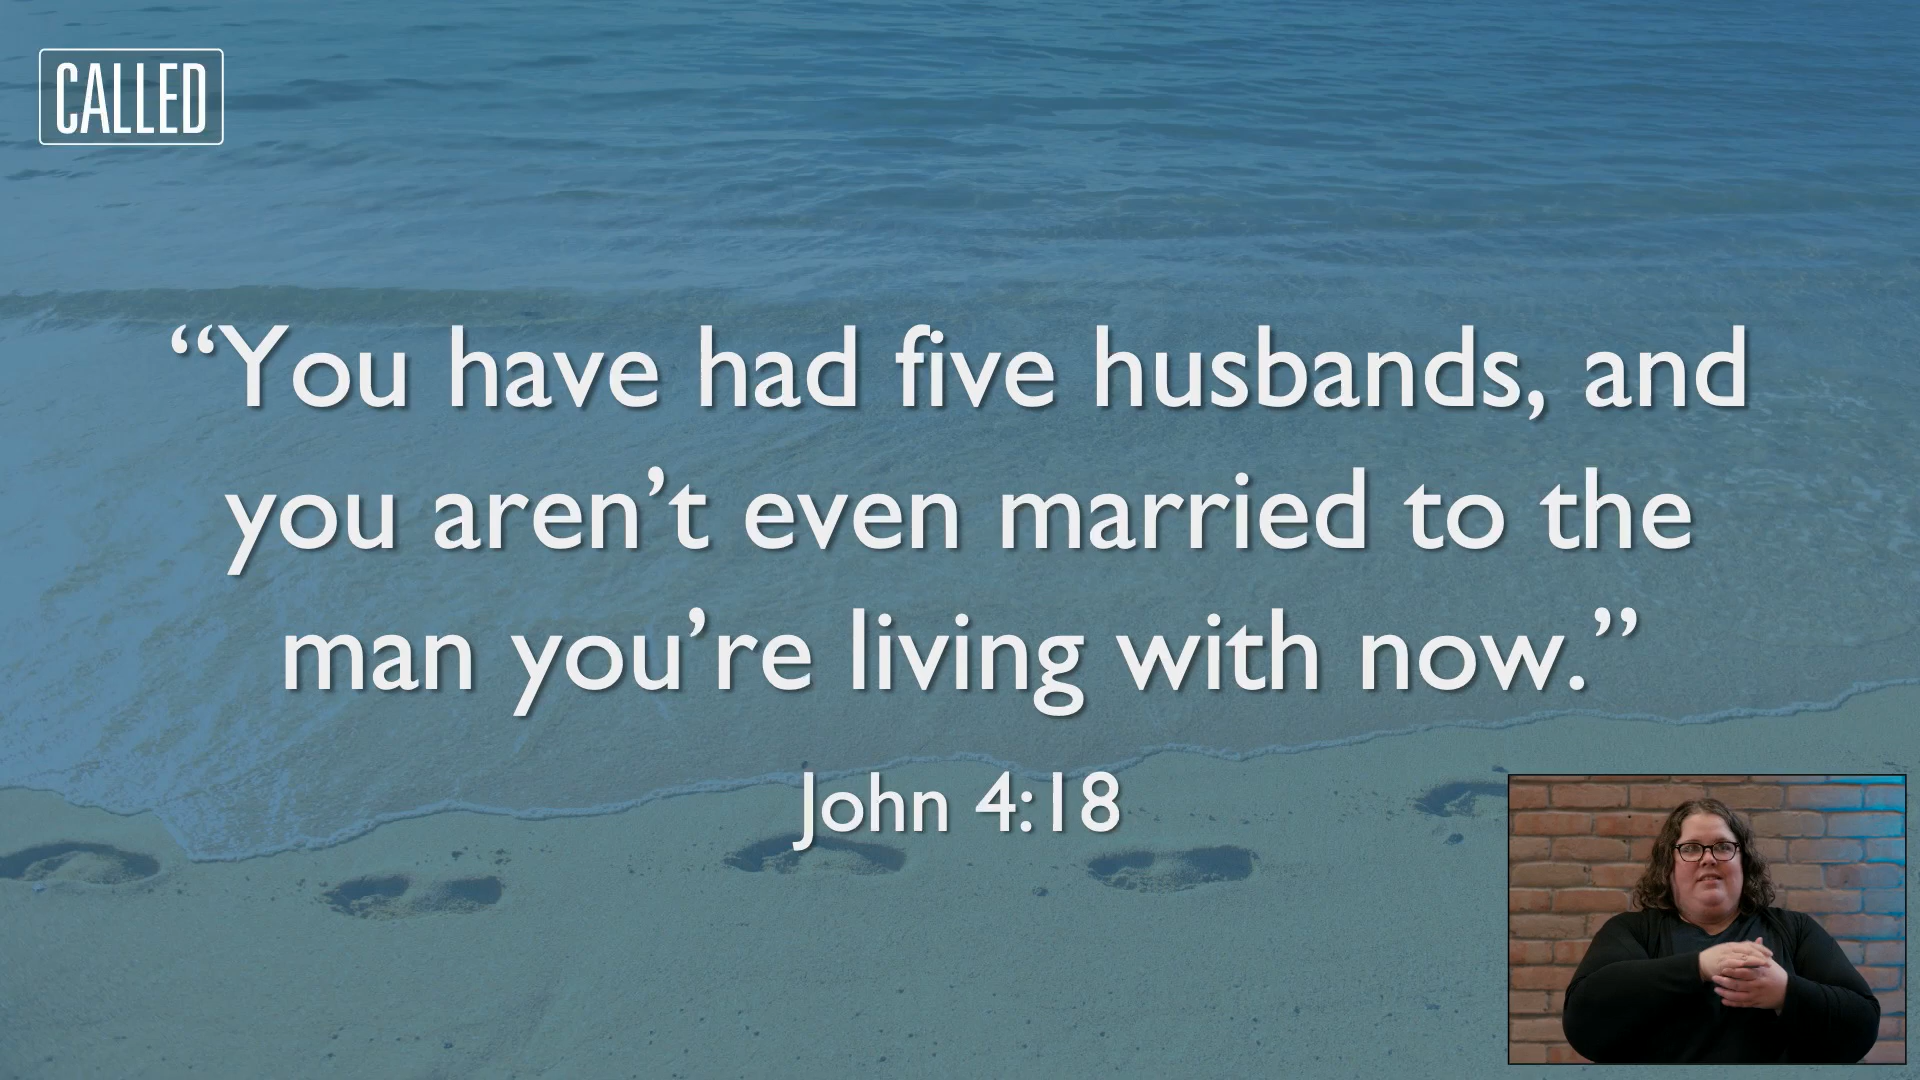 CALLED
“You have had five husbands, and
you aren’t even married to the
man you’re living with now.”
John 4:18